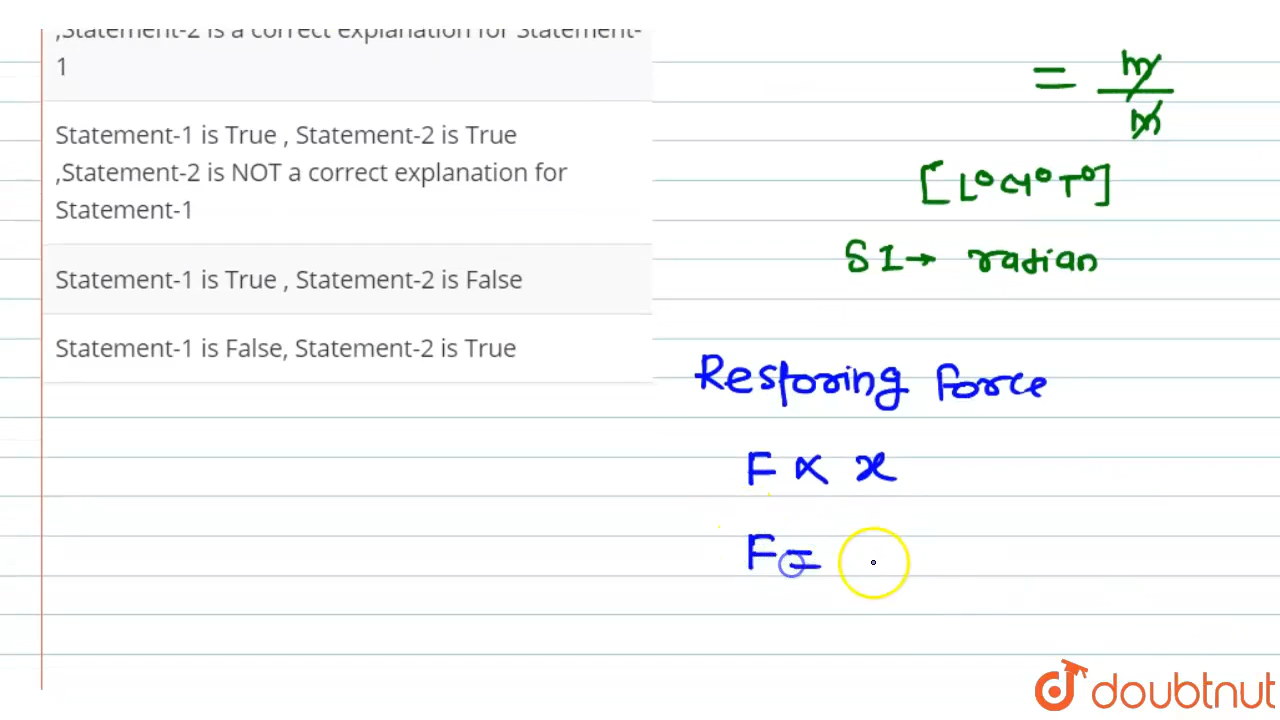 ,Statement-2 is a correct explanation for Statement-
1
Statement-1 is True , Statement-2 is True
,Statement-2 is NOT a correct explanation for
Statement-1
Statement-1 is True , Statement-2 is False
Statement-1 is False, Statement-2 is True
= m/m
[L⁰M⁰T⁰]
SI→ radian
Restoring force
F ∝ x
F =
doubtnut